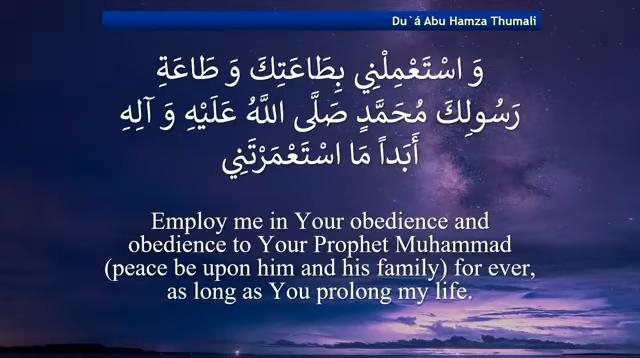 Du`á Abu Hamza Thumali
وَ اسْتَعْمِلْنِي بِطَاعَتِكَ وَ طَاعَةِ
رَسُولِكَ مُحَمَّدٍ صَلَّى اللَّهُ عَلَيْهِ وَ آلِهِ
أَبَداً مَا اسْتَعْمَرْتَنِي
Employ me in Your obedience and
obedience to Your Prophet Muhammad
(peace be upon him and his family) for ever,
as long as You prolong my life.